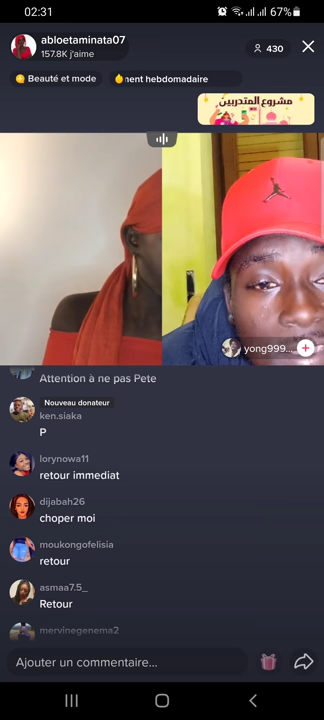 02:31
67%
abloetaminata07
157.8K j'aime
430
Beauté et mode
nent hebdomadaire
مشروع المتدربين
yong999...
Attention à ne pas Pete
Nouveau donateur
ken.siaka
P
lorynowa11
retour immediat
dijabah26
choper moi
moukongofelisia
retour
asmaa7.5_
Retour
mervinegenema2
Ajouter un commentaire...